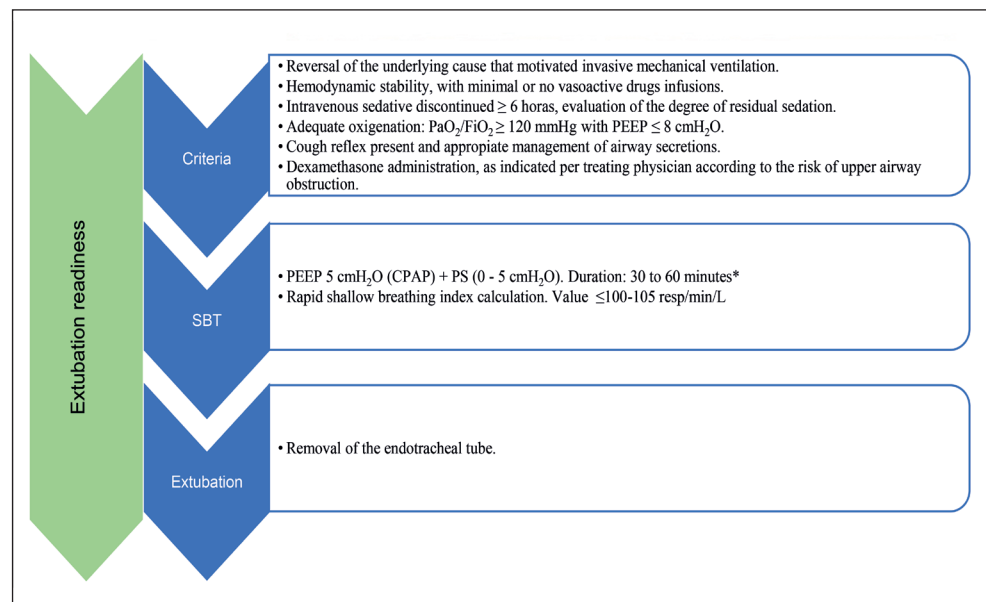 Extubation readiness
Criteria
• Reversal of the underlying cause that motivated invasive mechanical ventilation.
• Hemodynamic stability, with minimal or no vasoactive drugs infusions.
• Intravenous sedative discontinued ≥ 6 horas, evaluation of the degree of residual sedation.
• Adequate oxigenation: PaO₂/FiO₂ ≥ 120 mmHg with PEEP ≤ 8 cmH₂O.
• Cough reflex present and appropiate management of airway secretions.
• Dexamethasone administration, as indicated per treating physician according to the risk of upper airway
obstruction.
SBT
• PEEP 5 cmH₂O (CPAP) + PS (0 - 5 cmH₂O). Duration: 30 to 60 minutes*
• Rapid shallow breathing index calculation. Value ≤100-105 resp/min/L
Extubation
• Removal of the endotracheal tube.